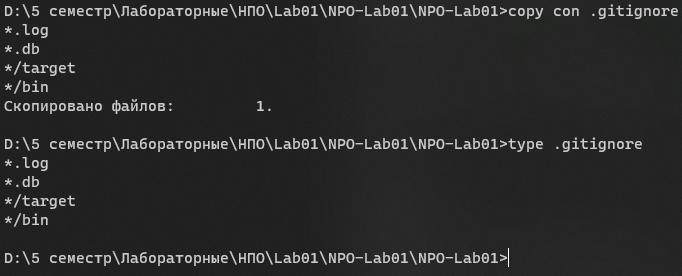 D:\5 семестр\Лабораторные\НПО\Lab01\NPO-Lab01\NPO-Lab01>copy con .gitignore
*.log
*.db
*/target
*/bin
Скопировано файлов:         1.
D:\5 семестр\Лабораторные\НПО\Lab01\NPO-Lab01\NPO-Lab01>type .gitignore
*.log
*.db
*/target
*/bin
D:\5 семестр\Лабораторные\НПО\Lab01\NPO-Lab01\NPO-Lab01>